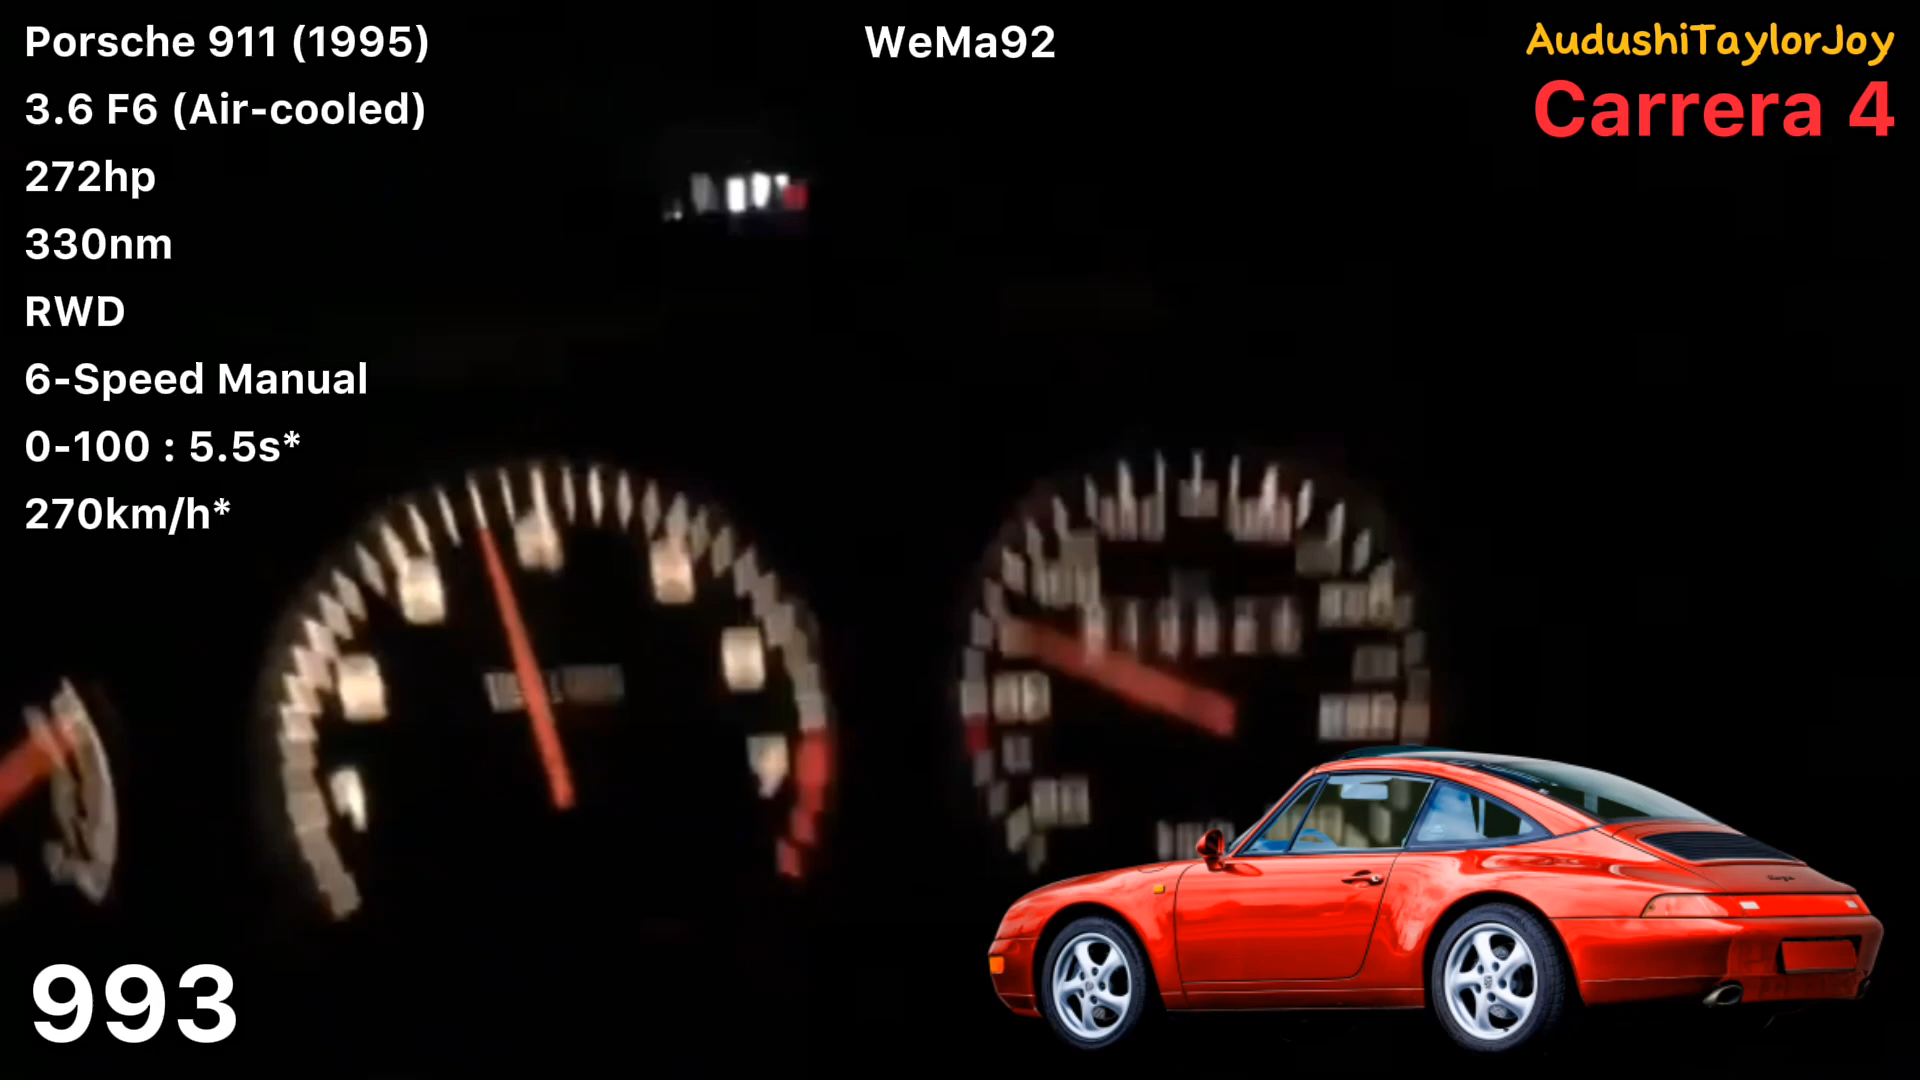 Porsche 911 (1995)
3.6 F6 (Air-cooled)
272hp
330nm
RWD
6-Speed Manual
0-100 : 5.5s*
270km/h*
WeMa92
AudushiTaylorJoy
Carrera 4
993